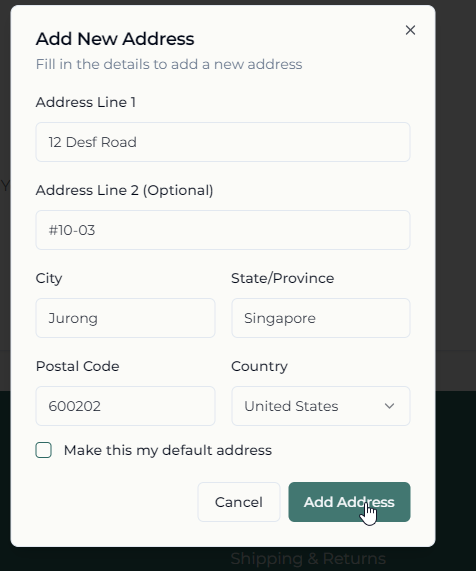 Add New Address
Fill in the details to add a new address
Address Line 1
12 Desf Road
Address Line 2 (Optional)
#10-03
City
State/Province
Jurong
Singapore
Postal Code
Country
600202
United States
Make this my default address
Cancel
Add Address
Shipping & Returns